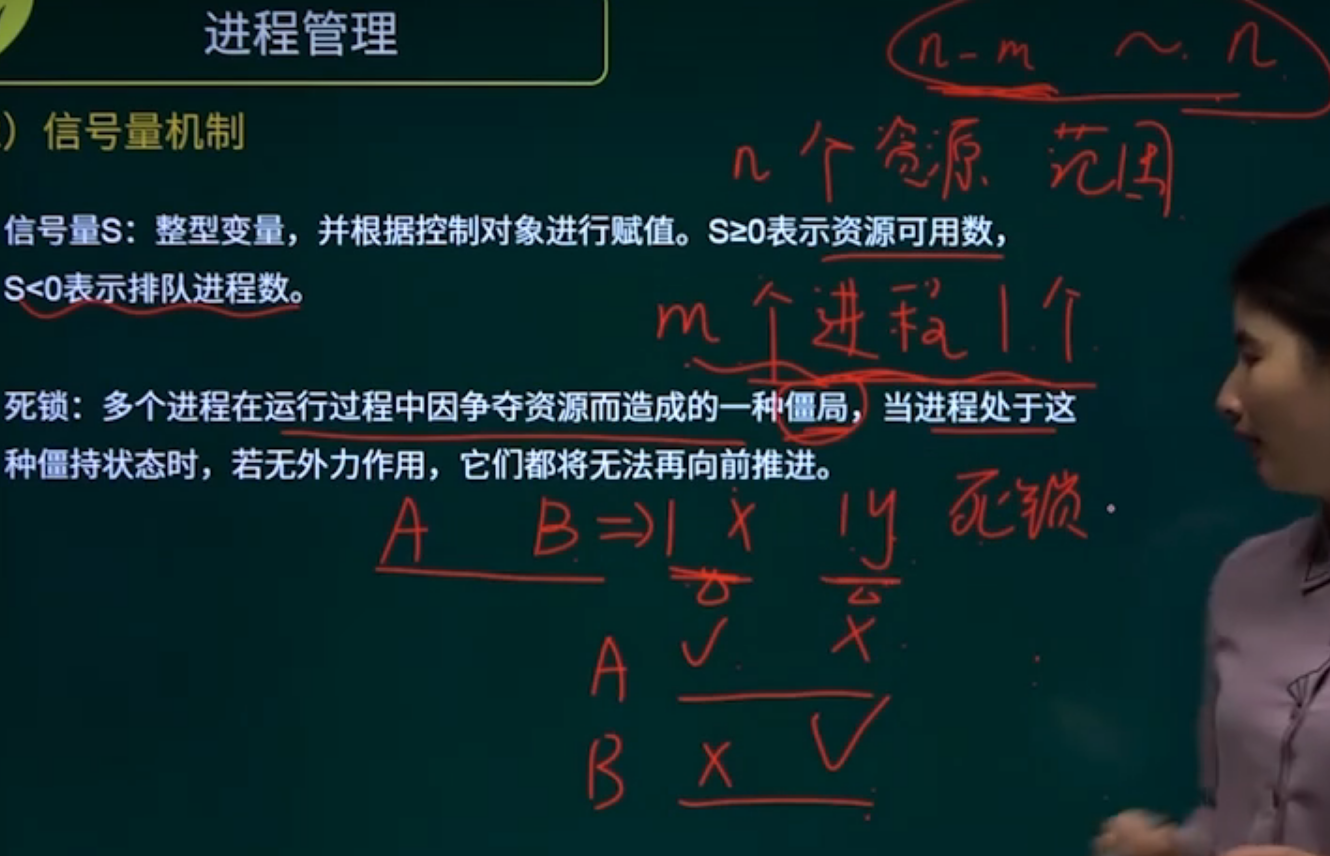 进程管理
n-m ~ n
）信号量机制
n个资源 范围
信号量S：整型变量，并根据控制对象进行赋值。S≥0表示资源可用数，
S<0表示排队进程数。
m个进程1个
死锁：多个进程在运行过程中因争夺资源而造成的一种僵局，当进程处于这
种僵持状态时，若无外力作用，它们都将无法再向前推进。
A B⇒1x 1y 死锁
0 0
A ✓ x
B x ✓